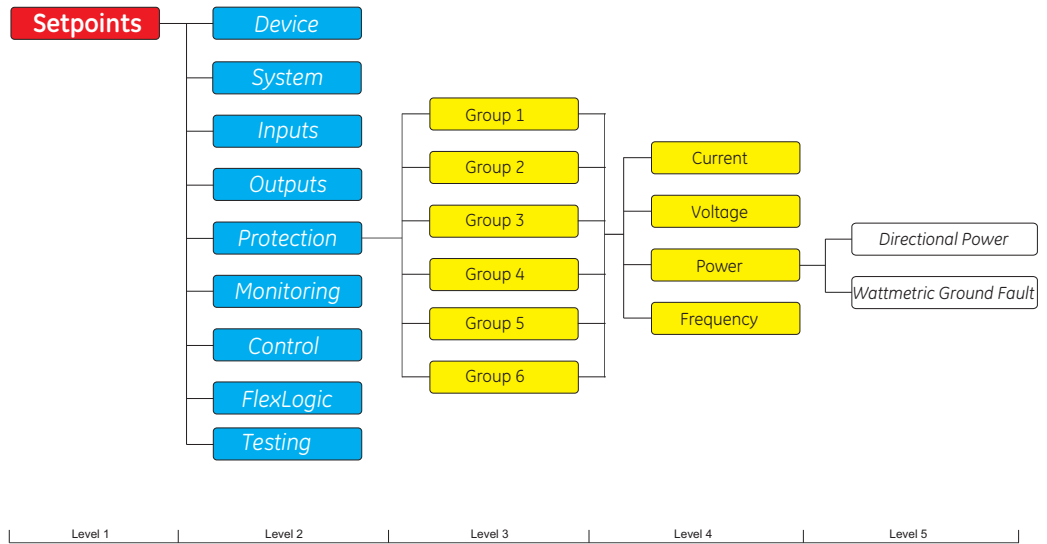 Setpoints
Device
System
Inputs
Outputs
Protection
Monitoring
Control
FlexLogic
Testing
Group 1
Group 2
Group 3
Group 4
Group 5
Group 6
Current
Voltage
Power
Frequency
Directional Power
Wattmetric Ground Fault
Level 1
Level 2
Level 3
Level 4
Level 5